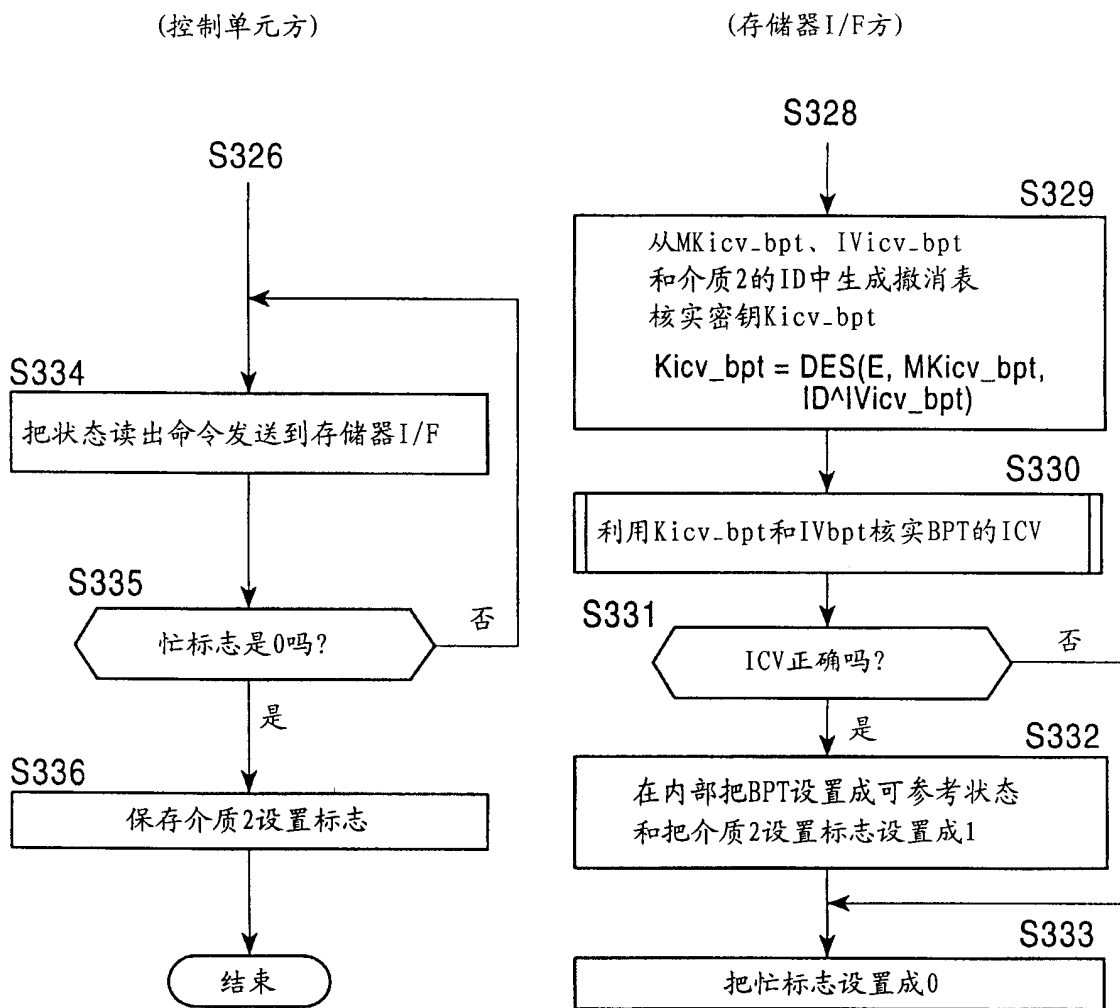 (控制单元方)
S326
S334
把状态读出命令发送到存储器I/F
S335
忙标志是0吗?
否
是
S336
保存介质2设置标志
结束
(存储器I/F方)
S328
S329
从MKicv_bpt、IVicv_bpt
和介质2的ID中生成撤消表
核实密钥Kicv_bpt
Kicv_bpt = DES(E, MKicv_bpt,
ID^IVicv_bpt)
S330
利用Kicv_bpt和IVbpt核实BPT的ICV
S331
ICV正确吗?
否
是
S332
在内部把BPT设置成可参考状态
和把介质2设置标志设置成1
S333
把忙标志设置成0